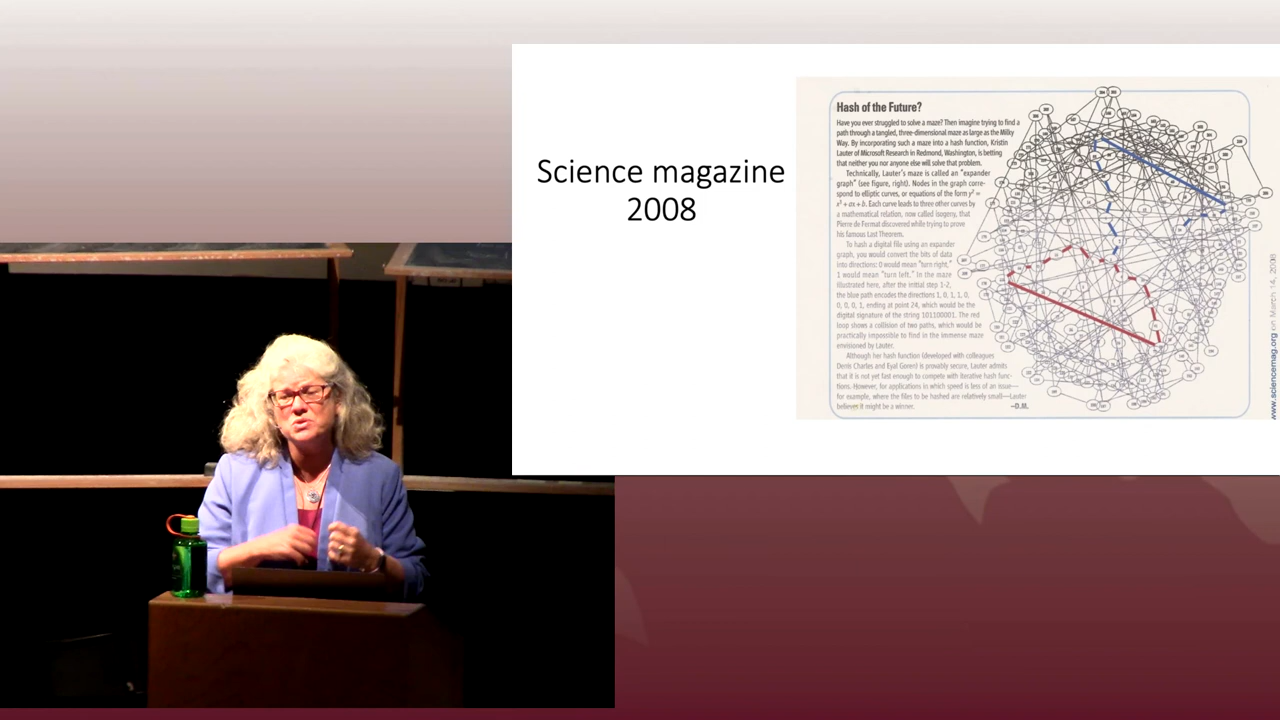 Science magazine
2008
Hash of the Future?
Have you ever struggled to solve a maze? Then imagine trying to find a
path through a tangled, three-dimensional maze as large as the Milky
Way. By incorporating such a maze into a hash function, Kristin
Lauter of Microsoft Research in Redmond, Washington, is betting
that neither you nor anyone else will solve that problem.
Technically, Lauter's maze is called an "expander
graph" (see figure, right). Nodes in the graph corre-
spond to elliptic curves, or equations of the form y² =
x³ + ax + b. Each curve leads to three other curves by
a mathematical relation, now called isogeny, that
Pierre de Fermat discovered while trying to prove
his famous Last Theorem.
To hash a digital file using an expander
graph, you would convert the bits of data
into directions: 0 would mean "turn right,"
1 would mean "turn left." In the maze
illustrated here, after the initial step 1-2,
the blue path encodes the directions 1, 0, 1, 1, 0,
0, 0, 0, 1, ending at point 24, which would be the
digital signature of the string 101100001. The red
loop shows a collision of two paths, which would be
practically impossible to find in the immense maze
envisioned by Lauter.
Although her hash function (developed with colleagues
Denis Charles and Eyal Goren) is provably secure, Lauter admits
that it is not yet fast enough to compete with iterative hash func-
tions. However, for applications in which speed is less of an issue—
for example, where the files to be hashed are relatively small—Lauter
believes it might be a winner. –D.M.
www.sciencemag.org on March 14, 2008